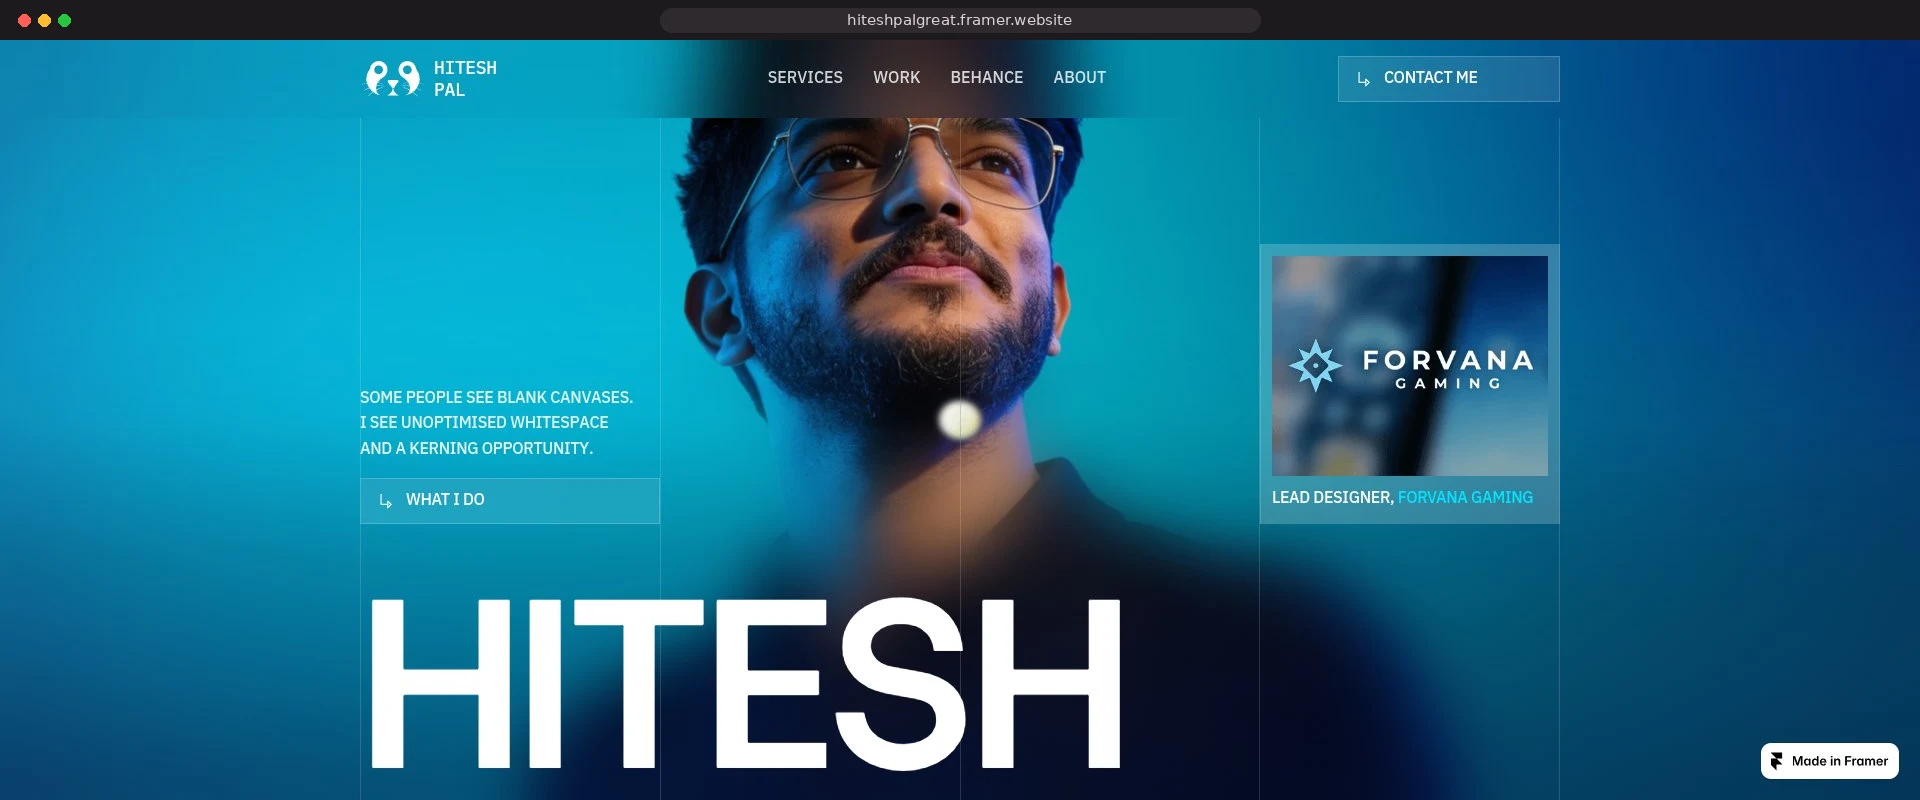 hiteshpalgreat.framer.website
HITESH
PAL
SERVICES
WORK
BEHANCE
ABOUT
CONTACT ME
SOME PEOPLE SEE BLANK CANVASES.
I SEE UNOPTIMISED WHITESPACE
AND A KERNING OPPORTUNITY.
WHAT I DO
FORVANA
GAMING
LEAD DESIGNER, FORVANA GAMING
HITESH
Made in Framer